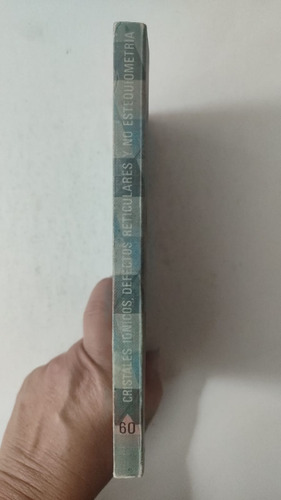 CRISTALES IONICOS, DEFECTOS RETICULARES Y NO ESTEQUIOMETRIA
60